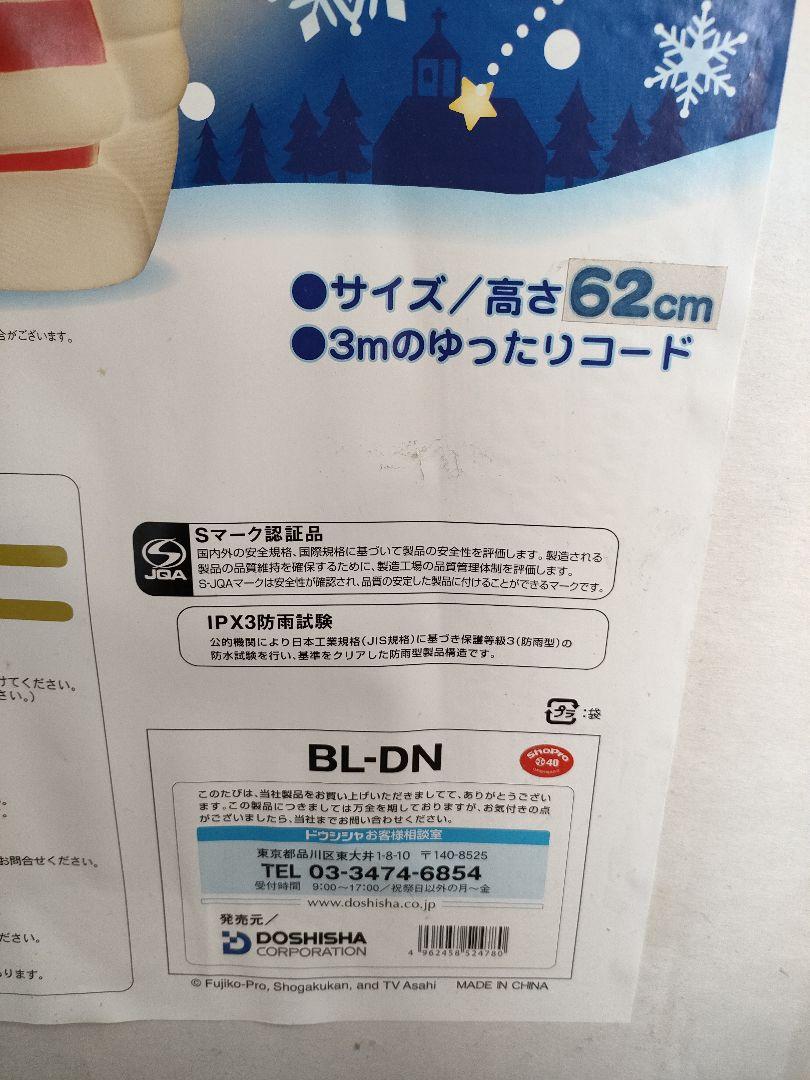 ●サイズ/高さ62cm
●3mのゆったりコード
合がございます。
JQA
Sマーク認証品
国内外の安全規格、国際規格に基づいて製品の安全性を評価します。製造される
製品の品質維持を確保するために、製造工場の品質管理体制を評価します。
S-JQAマークは安全性が確認され、品質の安定した製品に付けることができるマークです。
IPX3防雨試験
公的機関により日本工業規格(JIS規格)に基づき保護等級3(防雨型)の
防水試験を行い、基準をクリアした防雨型製品構造です。
けてください。
さい。)
プラ :袋
BL-DN
ShoPro
40
このたびは、当社製品をお買い上げいただきまして、ありがとうござい
ます。この製品につきましては万全を期しておりますが、お気付きの点
がございましたら、当社までお問い合わせください。
ドウシシャお客様相談室
東京都品川区東大井1-8-10 〒140-8525
TEL 03-3474-6854
受付時間 9:00〜17:00/祝祭日以外の月〜金
www.doshisha.co.jp
発売元/
DOSHISHA
CORPORATION
4 962458 524780
お問合せください。
ださい。
ります。
© Fujiko-Pro, Shogakukan, and TV Asahi MADE IN CHINA